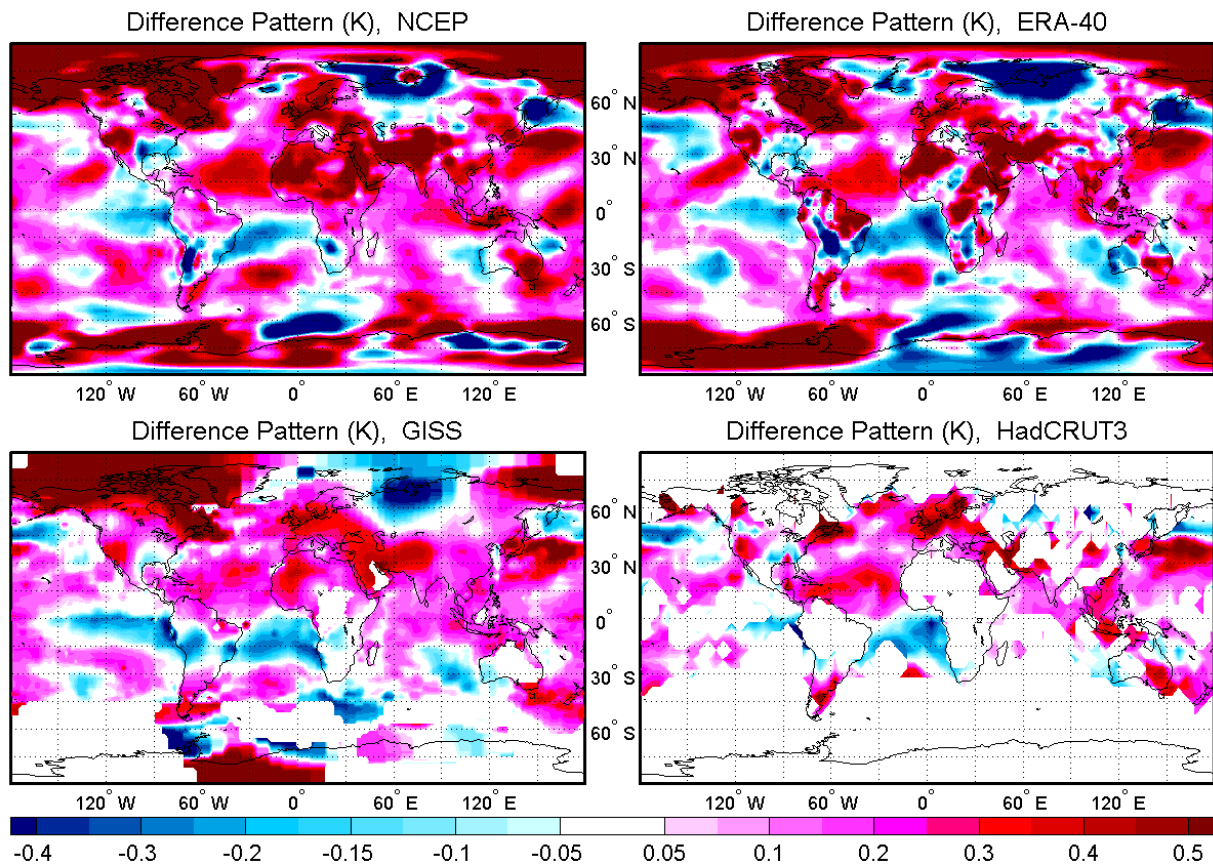 Difference Pattern (K), NCEP
Difference Pattern (K), ERA-40
60° N
30° N
0°
30° S
60° S
120° W
60° W
0°
60° E
120° E
120° W
60° W
0°
60° E
120° E
Difference Pattern (K), GISS
Difference Pattern (K), HadCRUT3
60° N
30° N
0°
30° S
60° S
120° W
60° W
0°
60° E
120° E
120° W
60° W
0°
60° E
120° E
-0.4 -0.3 -0.2 -0.15 -0.1 -0.05 0.05 0.1 0.2 0.3 0.4 0.5